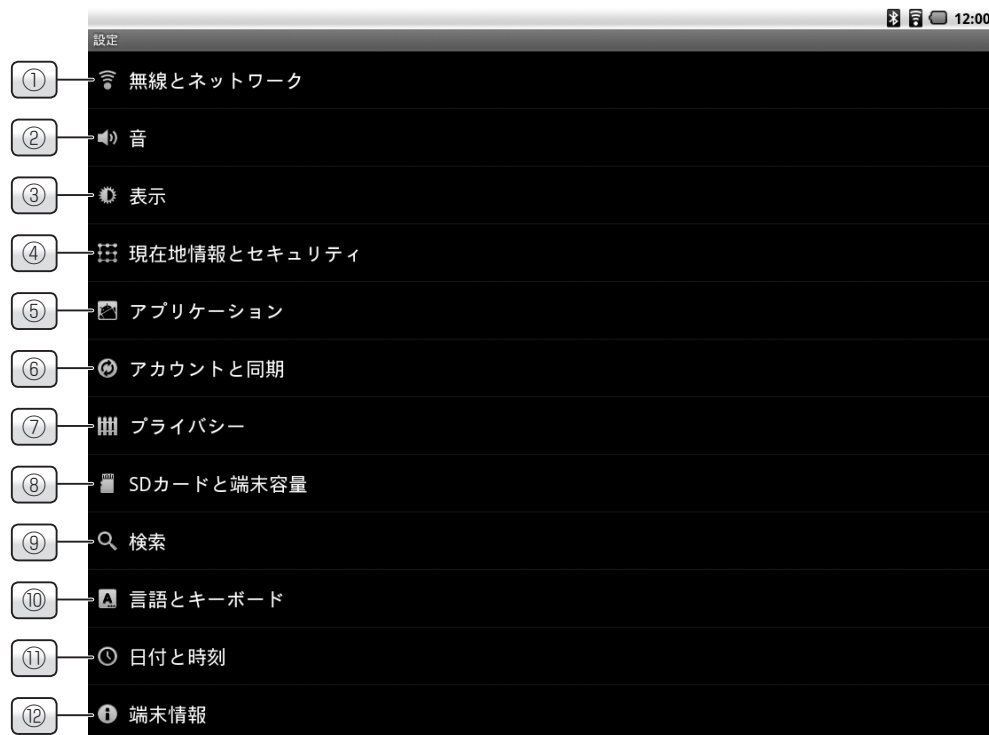 12:00
設定
① 無線とネットワーク
② 音
③ 表示
④ 現在地情報とセキュリティ
⑤ アプリケーション
⑥ アカウントと同期
⑦ プライバシー
⑧ SDカードと端末容量
⑨ 検索
⑩ 言語とキーボード
⑪ 日付と時刻
⑫ 端末情報